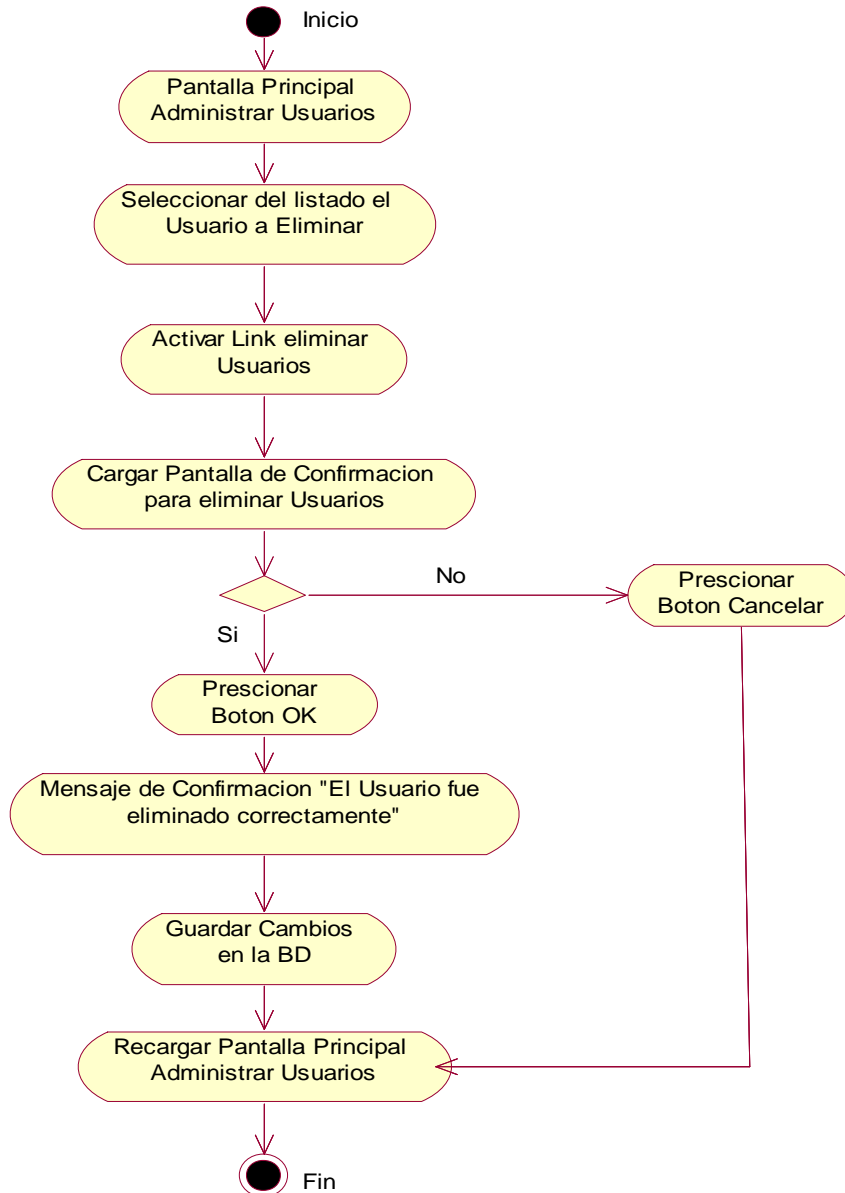 Inicio
Pantalla Principal
Administrar Usuarios
Seleccionar del listado el
Usuario a Eliminar
Activar Link eliminar
Usuarios
Cargar Pantalla de Confirmacion
para eliminar Usuarios
No
Prescionar
Boton Cancelar
Si
Prescionar
Boton OK
Mensaje de Confirmacion "El Usuario fue
eliminado correctamente"
Guardar Cambios
en la BD
Recargar Pantalla Principal
Administrar Usuarios
Fin